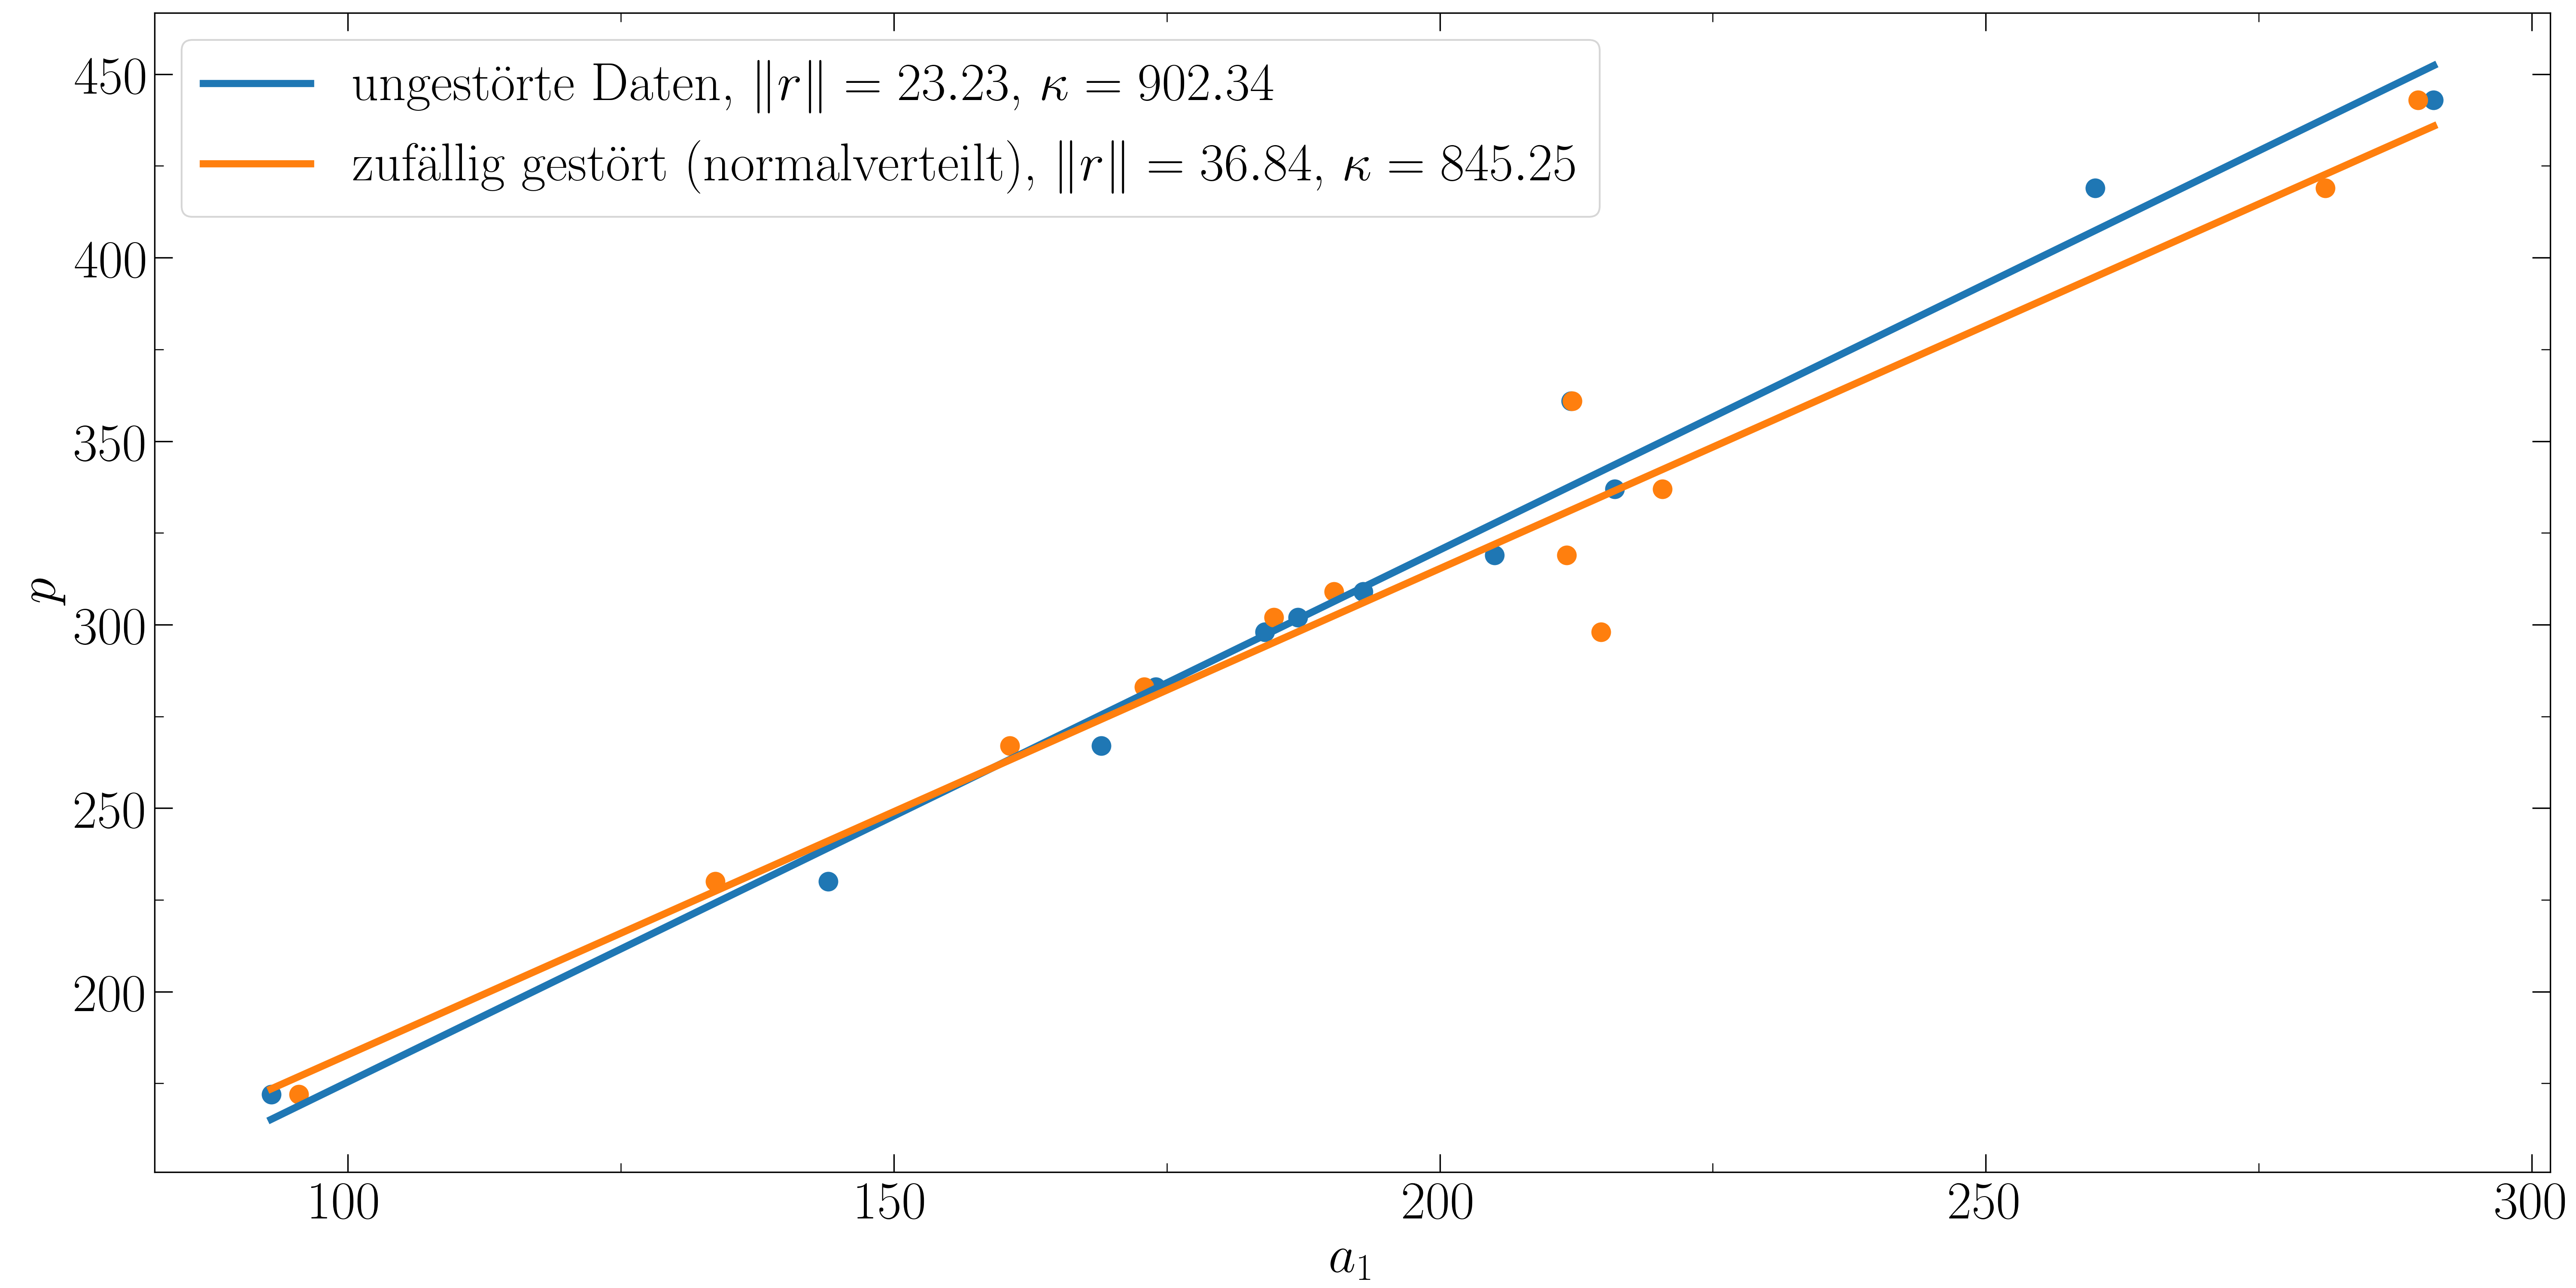 ungestörte Daten, ‖r‖ = 23.23, κ = 902.34
zufällig gestört (normalverteilt), ‖r‖ = 36.84, κ = 845.25
450
400
350
300
250
200
p
100 150 200 250 300
a₁